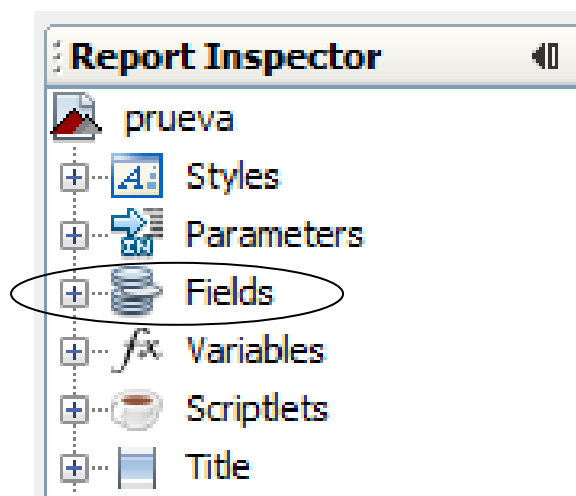 Report Inspector
prueva
Styles
Parameters
Fields
Variables
Scriptlets
Title